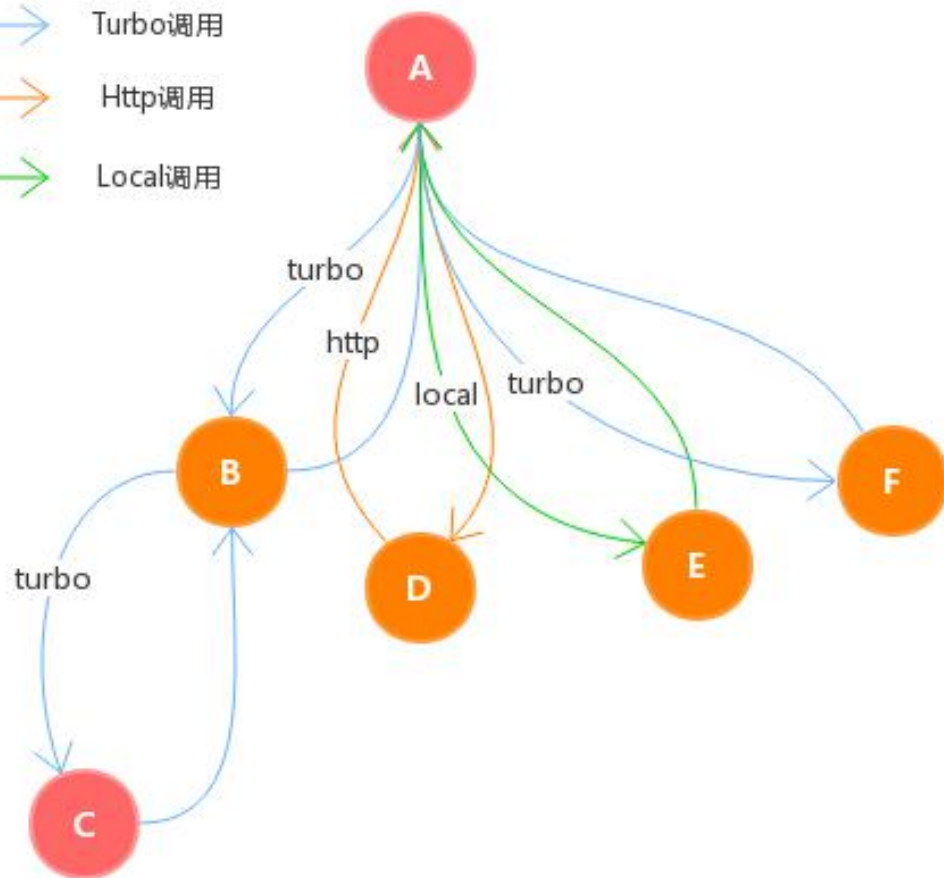 Turbo调用
Http调用
Local调用
A
turbo
http
local
turbo
B
F
D
E
turbo
C